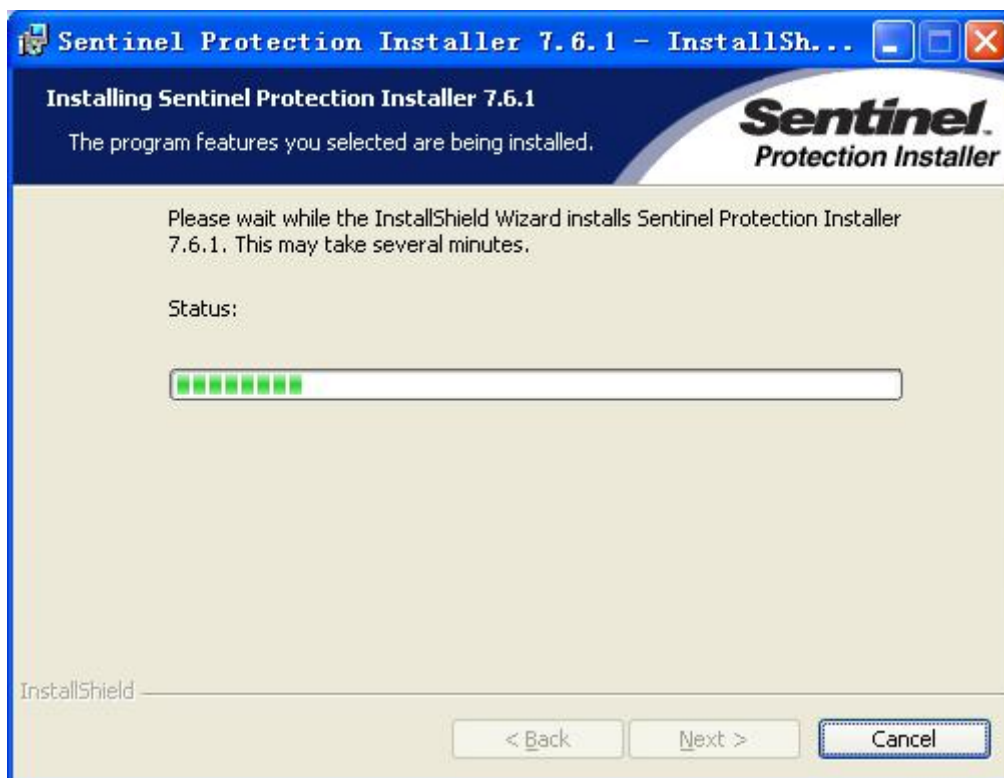 Sentinel Protection Installer 7.6.1 - InstallSh...
Installing Sentinel Protection Installer 7.6.1
The program features you selected are being installed.
Sentinel.
Protection Installer
Please wait while the InstallShield Wizard installs Sentinel Protection Installer
7.6.1. This may take several minutes.
Status:
InstallShield
< Back
Next >
Cancel